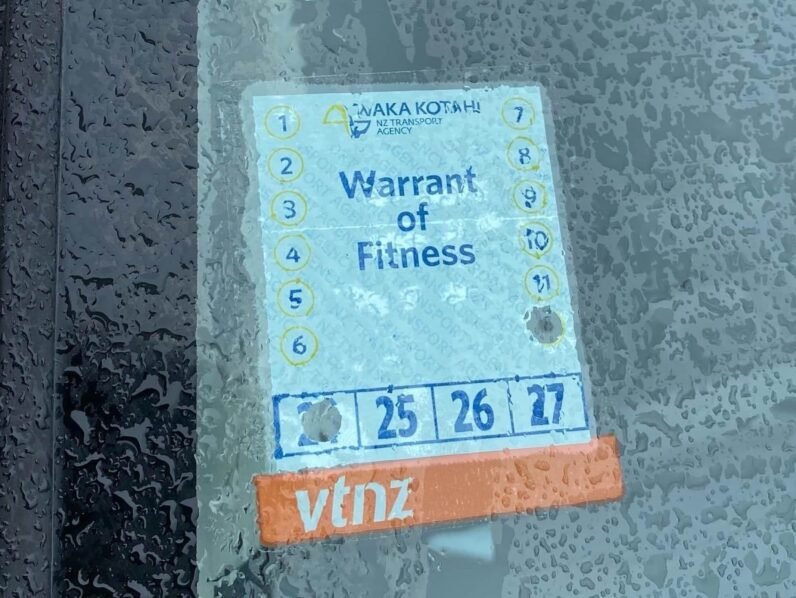 WAKA KOTAHI
NZ TRANSPORT
AGENCY
Warrant
of
Fitness
1
2
3
4
5
6
7
8
9
10
11
25 26 27
vtnz